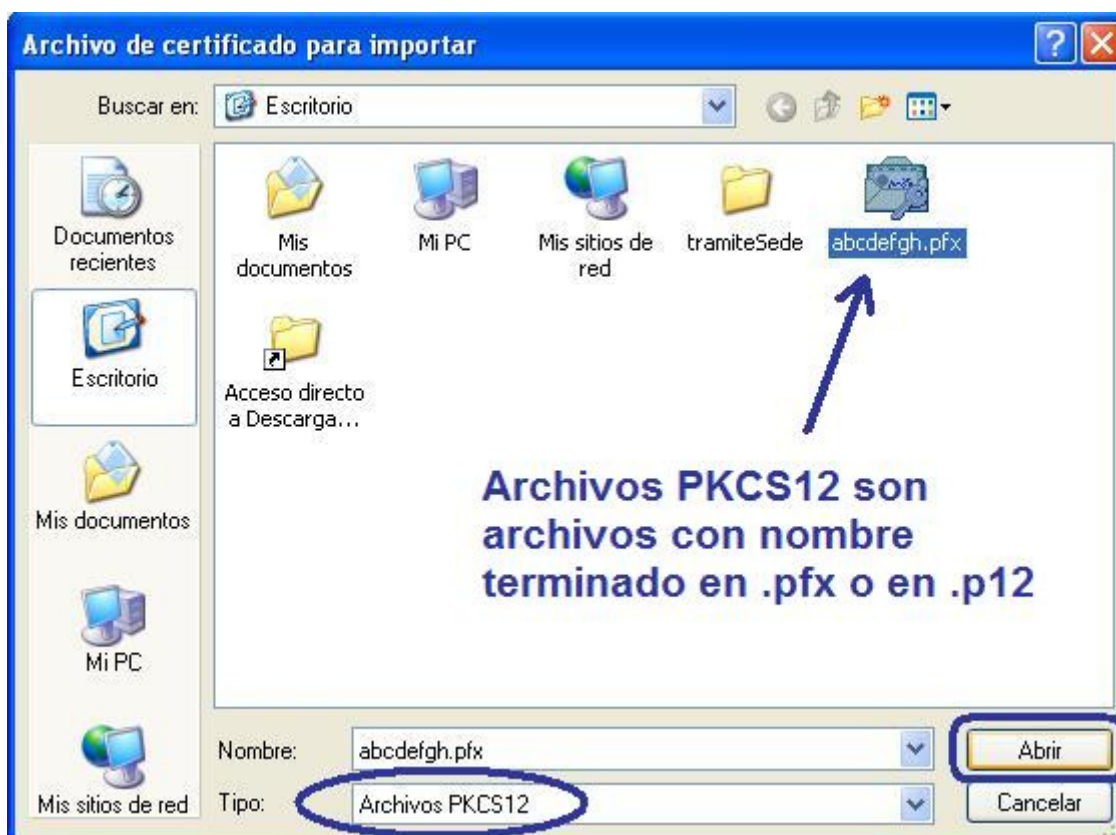 Archivo de certificado para importar
Buscar en:
Escritorio
Documentos
recientes
Escritorio
Mis documentos
Mi PC
Mis sitios de red
Mis
documentos
Mi PC
Mis sitios de
red
tramiteSede
abcdefgh.pfx
Acceso directo
a Descarga...
Archivos PKCS12 son
archivos con nombre
terminado en .pfx o en .p12
Nombre:
abcdefgh.pfx
Abrir
Tipo:
Archivos PKCS12
Cancelar